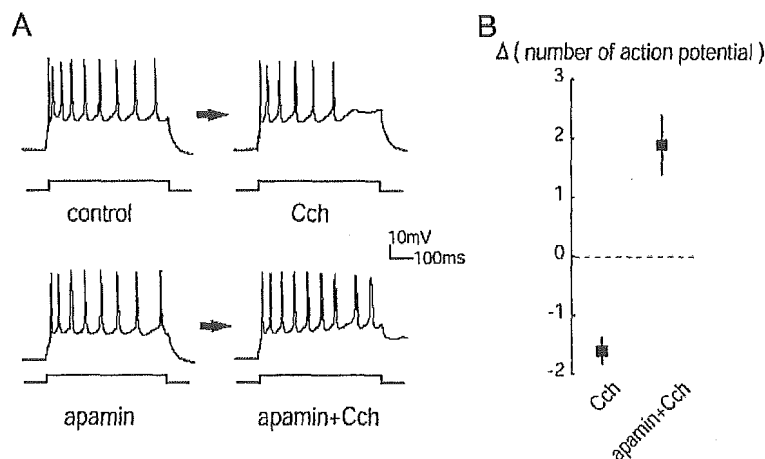 A
control
Cch
10mV
100ms
apamin
apamin+Cch
B
Δ ( number of action potential )
3
2
1
0
-1
-2
Cch
apamin+Cch